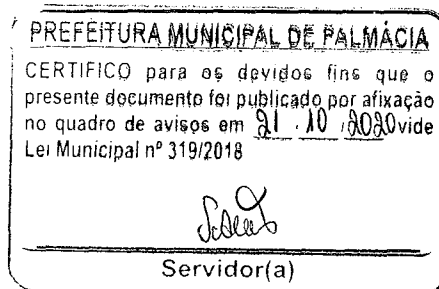 PREFEITURA MUNICIPAL DE PALMÁCIA
CERTIFICO para os devidos fins que o
presente documento foi publicado por afixação
no quadro de avisos em 21 . 10 . 2020 vide
Lei Municipal nº 319/2018
Servidor(a)